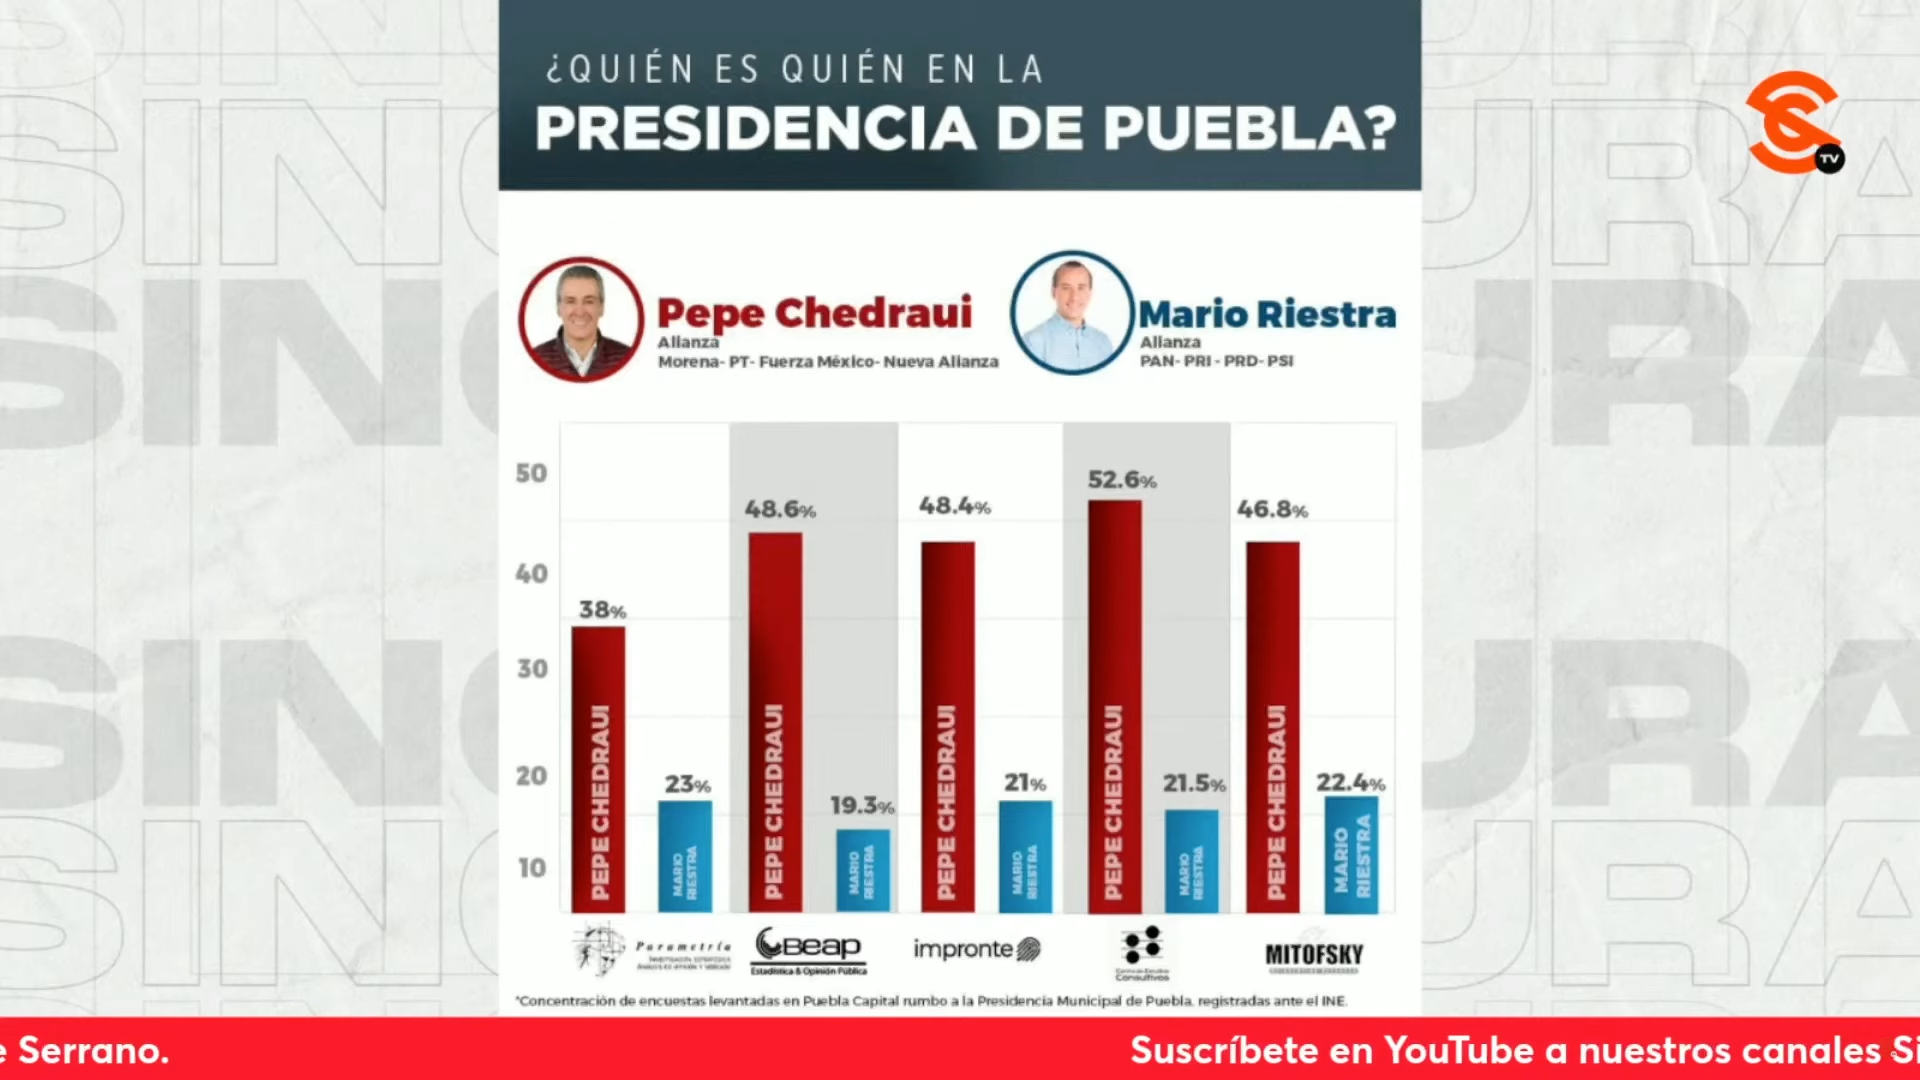 ¿QUIÉN ES QUIÉN EN LA
PRESIDENCIA DE PUEBLA?
TV
Pepe Chedraui
Alianza
Morena- PT- Fuerza México- Nueva Alianza
Mario Riestra
Alianza
PAN- PRI - PRD- PSI
50
40
30
20
10
38%
23%
48.6%
19.3%
48.4%
21%
52.6%
21.5%
46.8%
22.4%
PEPE CHEDRAUI
MARIO RIESTRA
PEPE CHEDRAUI
MARIO RIESTRA
PEPE CHEDRAUI
MARIO RIESTRA
PEPE CHEDRAUI
MARIO RIESTRA
PEPE CHEDRAUI
MARIO RIESTRA
Parametría
BEAP
Estadística & Opinión Pública
impronte
Consultivos
MITOFSKY
*Concentración de encuestas levantadas en Puebla Capital rumbo a la Presidencia Municipal de Puebla. registradas ante el INE.
e Serrano.
Suscríbete en YouTube a nuestros canales Si